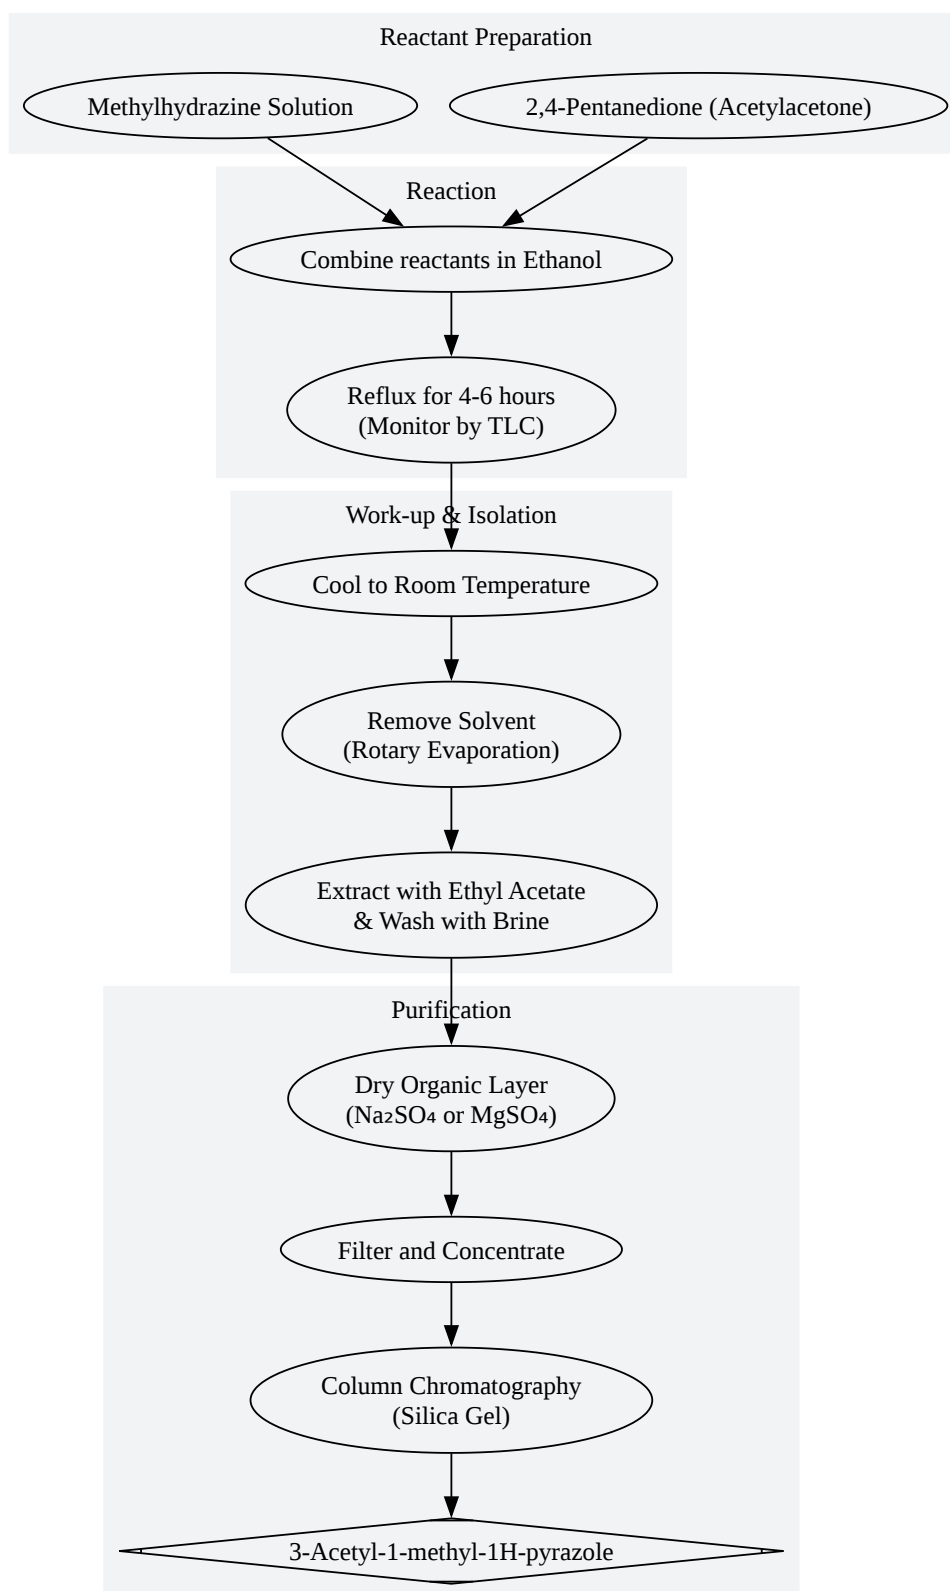 Reactant Preparation
Methylhydrazine Solution
2,4-Pentanedione (Acetylacetone)
Reaction
Combine reactants in Ethanol
Reflux for 4-6 hours
(Monitor by TLC)
Work-up & Isolation
Cool to Room Temperature
Remove Solvent
(Rotary Evaporation)
Extract with Ethyl Acetate
& Wash with Brine
Purification
Dry Organic Layer
(Na₂SO₄ or MgSO₄)
Filter and Concentrate
Column Chromatography
(Silica Gel)
3-Acetyl-1-methyl-1H-pyrazole